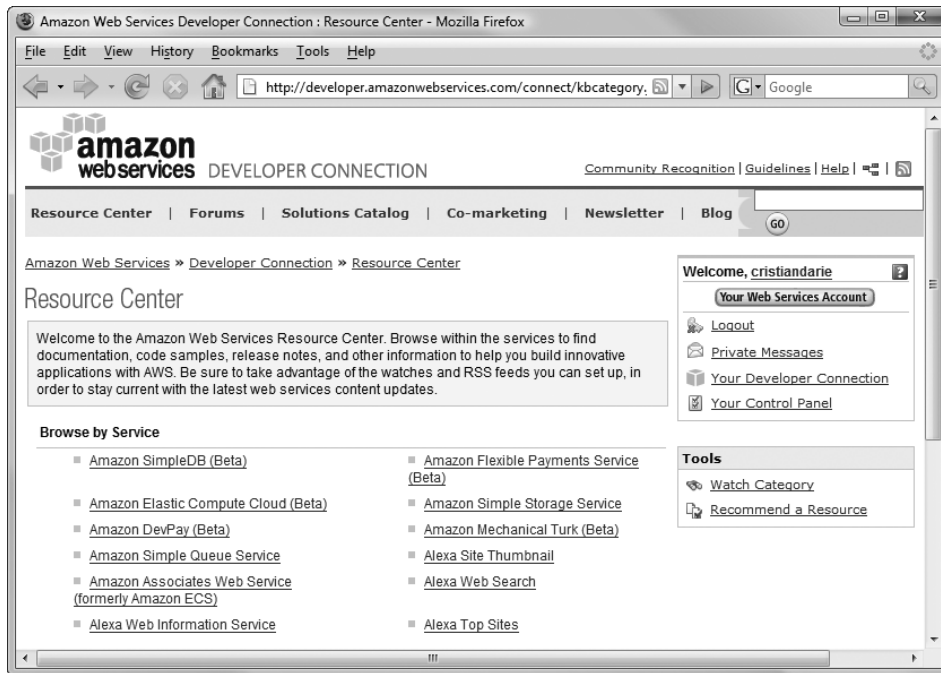 Amazon Web Services Developer Connection : Resource Center - Mozilla Firefox
File Edit View History Bookmarks Tools Help
http://developer.amazonwebservices.com/connect/kbcategory.
G Google
amazon
webservices DEVELOPER CONNECTION
Community Recognition | Guidelines | Help |
Resource Center | Forums | Solutions Catalog | Co-marketing | Newsletter | Blog
GO
Amazon Web Services » Developer Connection » Resource Center
Resource Center
Welcome to the Amazon Web Services Resource Center. Browse within the services to find
documentation, code samples, release notes, and other information to help you build innovative
applications with AWS. Be sure to take advantage of the watches and RSS feeds you can set up, in
order to stay current with the latest web services content updates.
Browse by Service
Amazon SimpleDB (Beta)
Amazon Elastic Compute Cloud (Beta)
Amazon DevPay (Beta)
Amazon Simple Queue Service
Amazon Associates Web Service
(formerly Amazon ECS)
Alexa Web Information Service
Amazon Flexible Payments Service
(Beta)
Amazon Simple Storage Service
Amazon Mechanical Turk (Beta)
Alexa Site Thumbnail
Alexa Web Search
Alexa Top Sites
Welcome, cristiandarie ?
Your Web Services Account
Logout
Private Messages
Your Developer Connection
Your Control Panel
Tools
Watch Category
Recommend a Resource